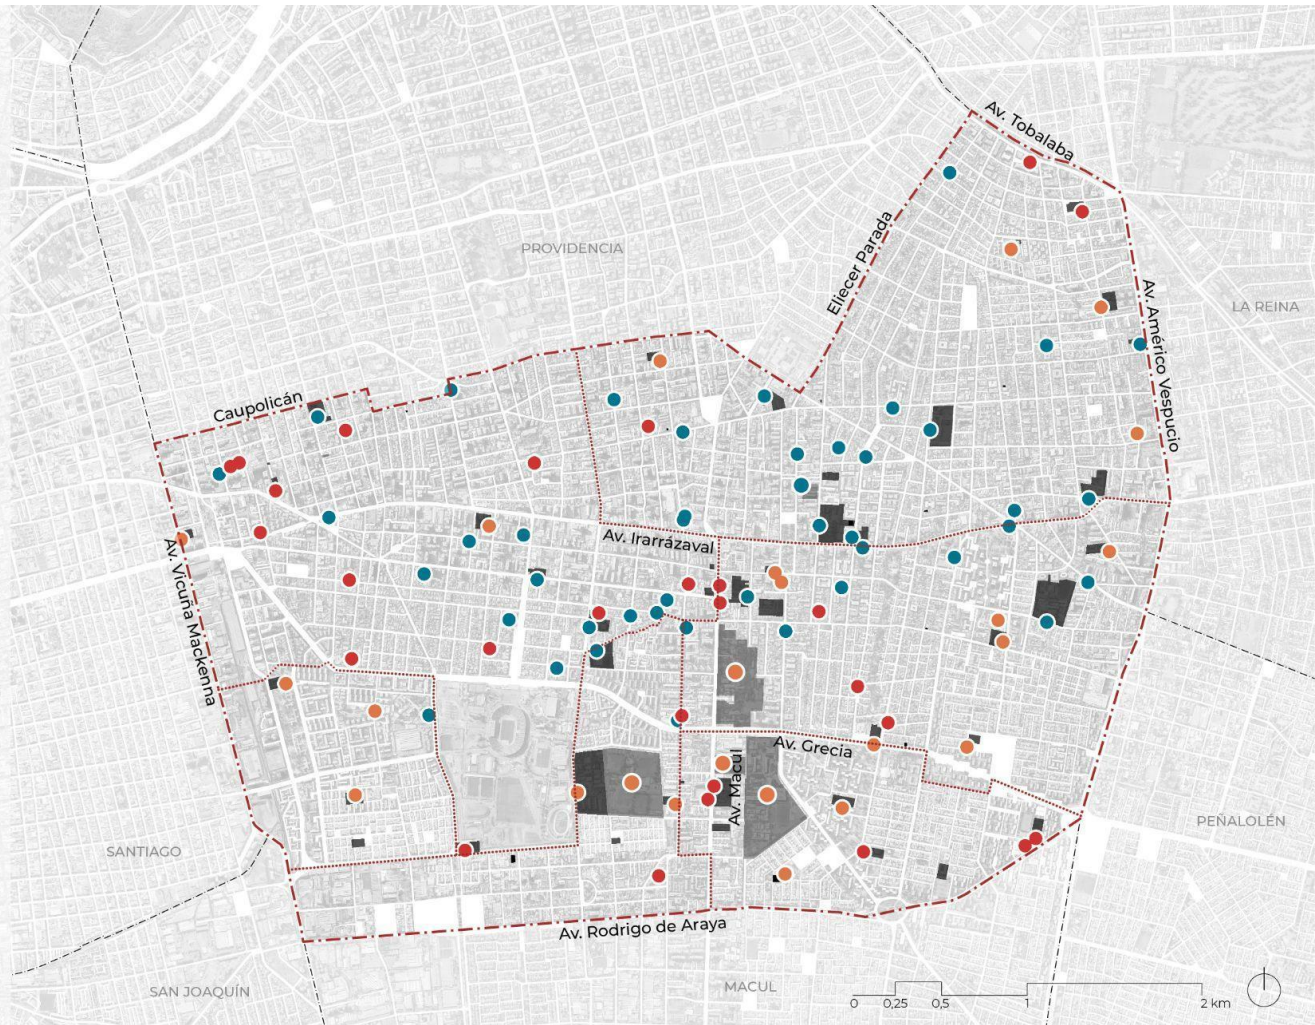 Av. Tobalaba
PROVIDENCIA
Eliecer Parada
LA REINA
Av. Américo Vespucio
Caupolicán
Av. Irarrázaval
Av. Vicuña Mackenna
Av. Grecia
Av. Macul
PEÑALOLÉN
SANTIAGO
Av. Rodrigo de Araya
SAN JOAQUÍN
MACUL
0 0,25 0,5 1 2 km